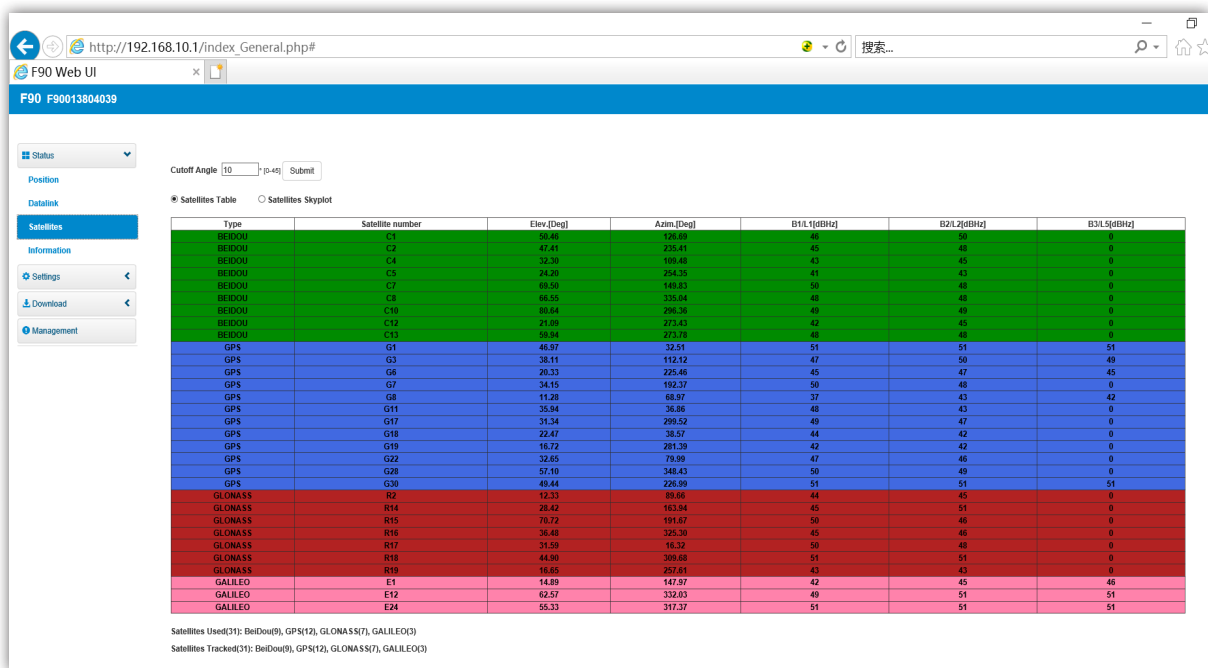 http://192.168.10.1/index_General.php#
搜索...
F90 Web UI
F90 F90013804039
Status
Position
Datalink
Satellites
Information
Settings
Download
Management
Cutoff Angle 10 ° [0-45] Submit
Satellites Table Satellites Skyplot
Type Satellite number Elev.[Deg] Azim.[Deg] B1/L1[dBHz] B2/L2[dBHz] B3/L5[dBHz]
BEIDOU C1 50.46 126.69 46 50 0
BEIDOU C2 47.41 235.41 45 48 0
BEIDOU C4 32.30 109.48 43 45 0
BEIDOU C5 24.20 254.35 41 43 0
BEIDOU C7 69.50 149.83 50 48 0
BEIDOU C8 66.55 335.04 48 48 0
BEIDOU C10 80.64 296.36 49 49 0
BEIDOU C12 21.09 273.43 42 45 0
BEIDOU C13 59.94 273.78 48 48 0
GPS G1 46.97 32.51 51 51 51
GPS G3 38.11 112.12 47 50 49
GPS G6 20.33 225.46 45 47 45
GPS G7 34.15 192.37 50 48 0
GPS G8 11.28 68.97 37 43 42
GPS G11 35.94 36.86 48 43 0
GPS G17 31.34 299.52 49 47 0
GPS G18 22.47 38.57 44 42 0
GPS G19 16.72 281.39 42 42 0
GPS G22 32.65 79.99 47 46 0
GPS G28 57.10 348.43 50 49 0
GPS G30 49.44 226.99 51 51 51
GLONASS R2 12.33 89.66 44 45 0
GLONASS R14 28.42 163.94 45 51 0
GLONASS R15 70.72 191.67 50 46 0
GLONASS R16 36.48 325.30 45 46 0
GLONASS R17 31.59 16.32 50 48 0
GLONASS R18 44.90 309.68 51 51 0
GLONASS R19 16.65 257.61 43 43 0
GALILEO E1 14.89 147.97 42 45 46
GALILEO E12 62.57 332.03 49 51 51
GALILEO E24 55.33 317.37 51 51 51
Satellites Used(31): BeiDou(9), GPS(12), GLONASS(7), GALILEO(3)
Satellites Tracked(31): BeiDou(9), GPS(12), GLONASS(7), GALILEO(3)